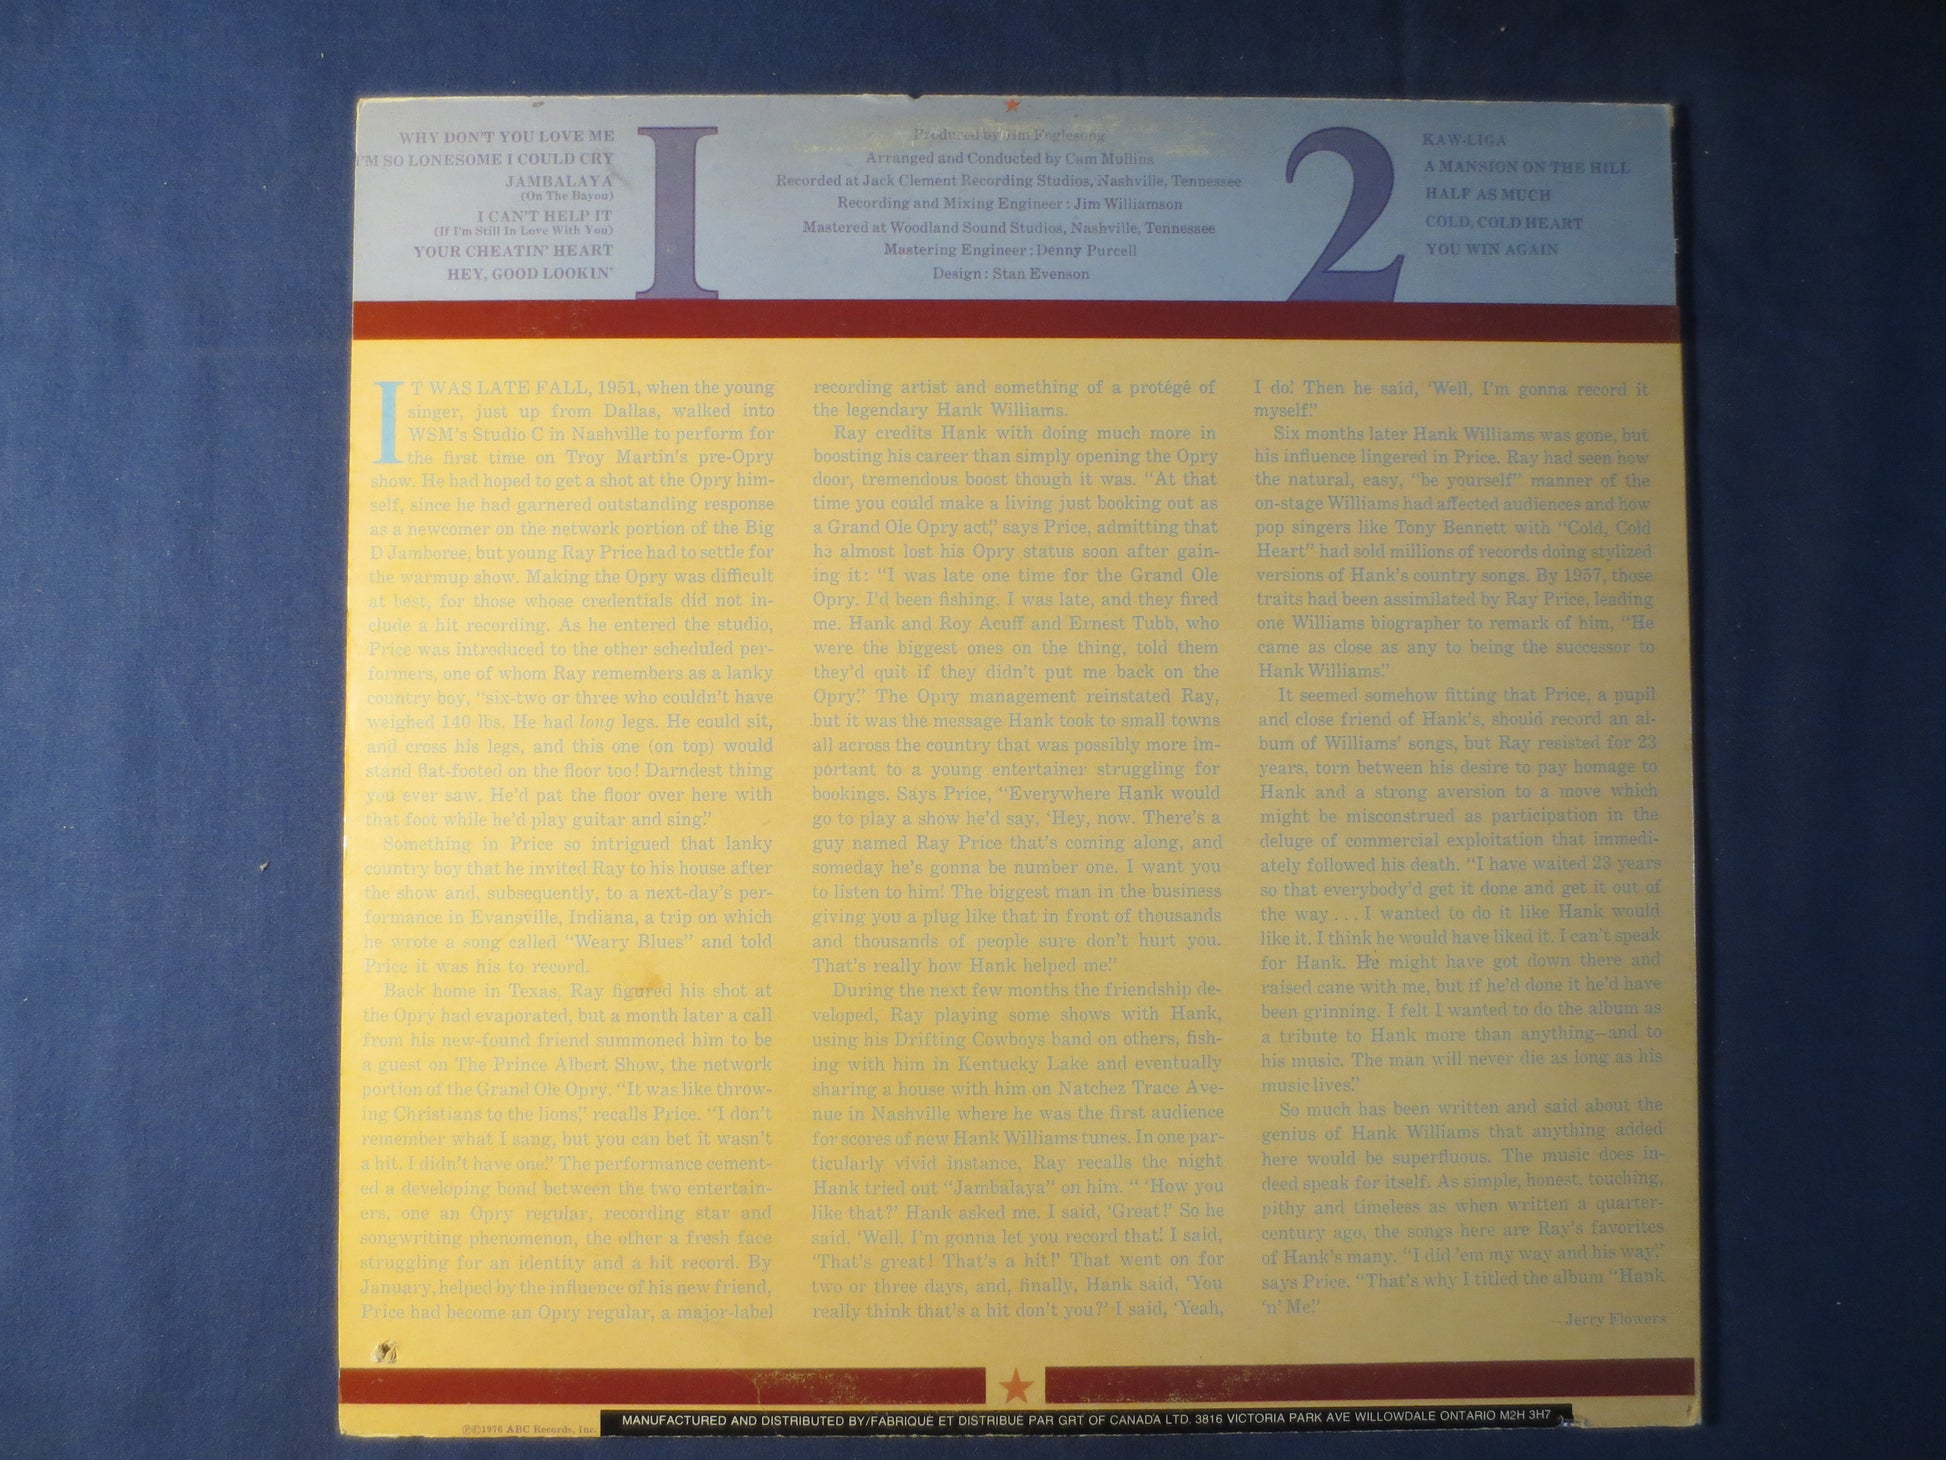 WHY DON'T YOU LOVE ME
I'M SO LONESOME I COULD CRY
JAMBALAYA
(On The Bayou)
I CAN'T HELP IT
(If I'm Still In Love With You)
YOUR CHEATIN' HEART
HEY, GOOD LOOKIN'
1
Produced by Jim Foglesong
Arranged and Conducted by Cam Mullins
Recorded at Jack Clement Recording Studios, Nashville, Tennessee
Recording and Mixing Engineer: Jim Williamson
Mastered at Woodland Sound Studios, Nashville, Tennessee
Mastering Engineer: Denny Purcell
Design: Stan Evenson
2
KAW-LIGA
A MANSION ON THE HILL
HALF AS MUCH
COLD, COLD HEART
YOU WIN AGAIN
IT WAS LATE FALL, 1951, when the young
singer, just up from Dallas, walked into
WSM's Studio C in Nashville to perform for
the first time on Troy Martin's pre-Opry
show. He had hoped to get a shot at the Opry him-
self, since he had garnered outstanding response
as a newcomer on the network portion of the Big
D Jamboree, but young Ray Price had to settle for
the warmup show. Making the Opry was difficult
at best, for those whose credentials did not in-
clude a hit recording. As he entered the studio,
Price was introduced to the other scheduled per-
formers, one of whom Ray remembers as a lanky
country boy, "six-two or three who couldn't have
weighed 140 lbs. He had long legs. He could sit,
and cross his legs, and this one (on top) would
stand flat-footed on the floor too! Darndest thing
you ever saw. He'd pat the floor over here with
that foot while he'd play guitar and sing."
Something in Price so intrigued that lanky
country boy that he invited Ray to his house after
the show and, subsequently, to a next-day's per-
formance in Evansville, Indiana, a trip on which
he wrote a song called "Weary Blues" and told
Price it was his to record.
Back home in Texas, Ray figured his shot at
the Opry had evaporated, but a month later a call
from his new-found friend summoned him to be
a guest on The Prince Albert Show, the network
portion of the Grand Ole Opry. "It was like throw-
ing Christians to the lions," recalls Price. "I don't
remember what I sang, but you can bet it wasn't
a hit. I didn't have one." The performance cement-
ed a developing bond between the two entertain-
ers, one an Opry regular, recording star and
songwriting phenomenon, the other a fresh face
struggling for an identity and a hit record. By
January, helped by the influence of his new friend,
Price had become an Opry regular, a major-label
recording artist and something of a protégé of
the legendary Hank Williams.
Ray credits Hank with doing much more in
boosting his career than simply opening the Opry
door, tremendous boost though it was. "At that
time you could make a living just booking out as
a Grand Ole Opry act," says Price, admitting that
he almost lost his Opry status soon after gain-
ing it: "I was late one time for the Grand Ole
Opry. I'd been fishing. I was late, and they fired
me. Hank and Roy Acuff and Ernest Tubb, who
were the biggest ones on the thing, told them
they'd quit if they didn't put me back on the
Opry." The Opry management reinstated Ray,
but it was the message Hank took to small towns
all across the country that was possibly more im-
portant to a young entertainer struggling for
bookings. Says Price, "Everywhere Hank would
go to play a show he'd say, 'Hey, now. There's a
guy named Ray Price that's coming along, and
someday he's gonna be number one. I want you
to listen to him.' The biggest man in the business
giving you a plug like that in front of thousands
and thousands of people sure don't hurt you.
That's really how Hank helped me."
During the next few months the friendship de-
veloped, Ray playing some shows with Hank,
using his Drifting Cowboys band on others, fish-
ing with him in Kentucky Lake and eventually
sharing a house with him on Natchez Trace Ave-
nue in Nashville where he was the first audience
for scores of new Hank Williams tunes. In one par-
ticularly vivid instance, Ray recalls the night
Hank tried out "Jambalaya" on him. " 'How you
like that?' Hank asked me. I said, 'Great!' So he
said, 'Well, I'm gonna let you record that.' I said,
'That's great! That's a hit!' That went on for
two or three days, and, finally, Hank said, 'You
really think that's a hit don't you?' I said, 'Yeah,
I do.' Then he said, 'Well, I'm gonna record it
myself.'"
Six months later Hank Williams was gone, but
his influence lingered in Price. Ray had seen how
the natural, easy, "be yourself" manner of the
on-stage Williams had affected audiences and how
pop singers like Tony Bennett with "Cold, Cold
Heart" had sold millions of records doing stylized
versions of Hank's country songs. By 1957, those
traits had been assimilated by Ray Price, leading
one Williams biographer to remark of him, "He
came as close as any to being the successor to
Hank Williams."
It seemed somehow fitting that Price, a pupil
and close friend of Hank's, should record an al-
bum of Williams' songs, but Ray resisted for 23
years, torn between his desire to pay homage to
Hank and a strong aversion to a move which
might be misconstrued as participation in the
deluge of commercial exploitation that immedi-
ately followed his death. "I have waited 23 years
so that everybody'd get it done and get it out of
the way . . . I wanted to do it like Hank would
like it. I think he would have liked it. I can't speak
for Hank. He might have got down there and
raised cane with me, but if he'd done it he'd have
been grinning. I felt I wanted to do the album as
a tribute to Hank more than anything—and to
his music. The man will never die as long as his
music lives."
So much has been written and said about the
genius of Hank Williams that anything added
here would be superfluous. The music does in-
deed speak for itself. As simple, honest, touching,
pithy and timeless as when written a quarter-
century ago, the songs here are Ray's favorites
of Hank's many. "I did 'em my way and his way,"
says Price. "That's why I titled the album "Hank
'n' Me."
—Jerry Flowers
℗©1976 ABC Records, Inc.
MANUFACTURED AND DISTRIBUTED BY/FABRIQUÉ ET DISTRIBUÉ PAR GRT OF CANADA LTD. 3816 VICTORIA PARK AVE WILLOWDALE ONTARIO M2H 3H7